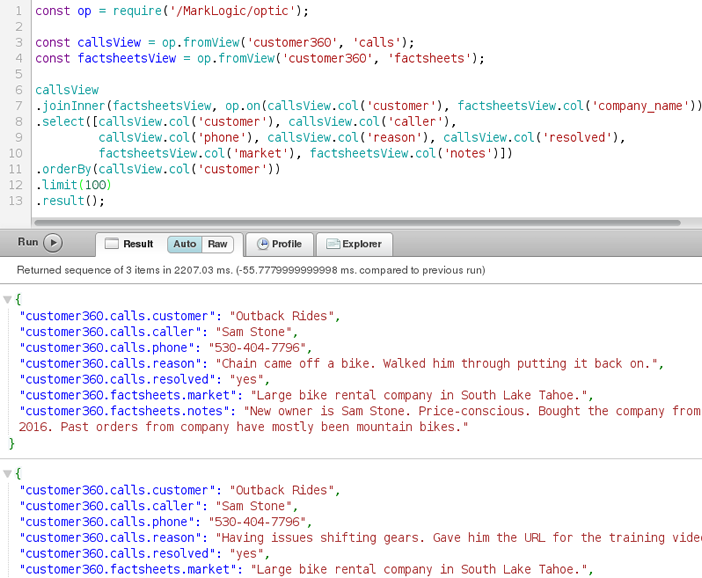 1 const op = require('/MarkLogic/optic');
2
3 const callsView = op.fromView('customer360', 'calls');
4 const factsheetsView = op.fromView('customer360', 'factsheets');
5
6 callsView
7 .joinInner(factsheetsView, op.on(callsView.col('customer'), factsheetsView.col('company_name'))
8 .select([callsView.col('customer'), callsView.col('caller'),
9 callsView.col('phone'), callsView.col('reason'), callsView.col('resolved'),
10 factsheetsView.col('market'), factsheetsView.col('notes')])
11 .orderBy(callsView.col('customer'))
12 .limit(100)
13 .result();
Run Result Auto Raw Profile Explorer
Returned sequence of 3 items in 2207.03 ms. (-55.7779999999998 ms. compared to previous run)
{
"customer360.calls.customer": "Outback Rides",
"customer360.calls.caller": "Sam Stone",
"customer360.calls.phone": "530-404-7796",
"customer360.calls.reason": "Chain came off a bike. Walked him through putting it back on.",
"customer360.calls.resolved": "yes",
"customer360.factsheets.market": "Large bike rental company in South Lake Tahoe.",
"customer360.factsheets.notes": "New owner is Sam Stone. Price-conscious. Bought the company from
2016. Past orders from company have mostly been mountain bikes."
}
{
"customer360.calls.customer": "Outback Rides",
"customer360.calls.caller": "Sam Stone",
"customer360.calls.phone": "530-404-7796",
"customer360.calls.reason": "Having issues shifting gears. Gave him the URL for the training vide
"customer360.calls.resolved": "yes",
"customer360.factsheets.market": "Large bike rental company in South Lake Tahoe.",